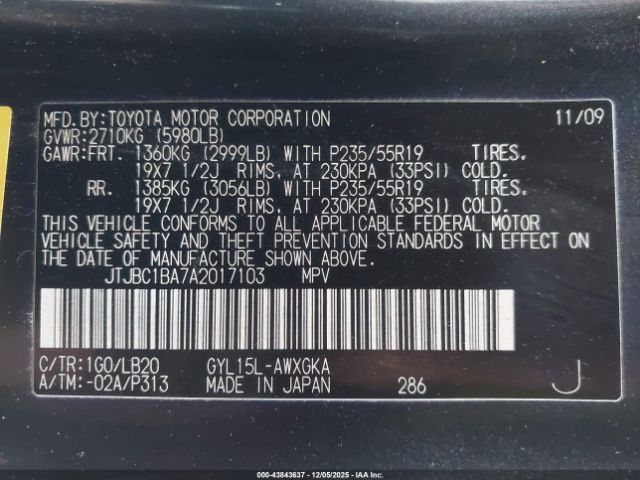 MFD.BY:TOYOTA MOTOR CORPORATION 11/09
GVWR:2710KG (5980LB)
GAWR:FRT. 1360KG (2999LB) WITH P235/55R19 TIRES.
19X7 1/2J RIMS. AT 230KPA (33PSI) COLD.
RR. 1385KG (3056LB) WITH P235/55R19 TIRES.
19X7 1/2J RIMS. AT 230KPA (33PSI) COLD.
THIS VEHICLE CONFORMS TO ALL APPLICABLE FEDERAL MOTOR
VEHICLE SAFETY AND THEFT PREVENTION STANDARDS IN EFFECT ON
THE DATE OF MANUFACTURE SHOWN ABOVE.
JTJBC1BA7A2017103 MPV
C/TR:1G0/LB20 GYL15L-AWXGKA
A/TM:-02A/P313 MADE IN JAPAN 286 J
000-43843637 - 12/05/2025 - IAA Inc.